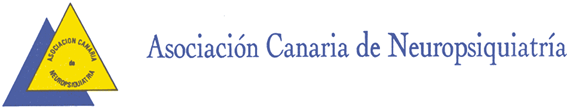 ASOCIACION CANARIA
de
NEUROPSIQUIATRIA
Asociación Canaria de Neuropsiquiatría